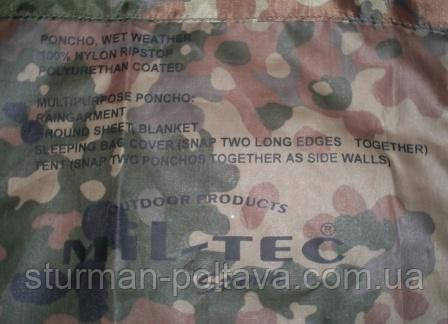 PONCHO, WET WEATHER
100% NYLON RIPSTOP
POLYURETHAN COATED
MULTIPURPOSE PONCHO:
RAINGARMENT
GROUND SHEET, BLANKET
SLEEPING BAG COVER (SNAP TWO LONG EDGES TOGETHER)
TENT (SNAP TWO PONCHOS TOGETHER AS SIDE WALLS)
OUTDOOR PRODUCTS
MIL-TEC®
sturman-poltava.com.ua